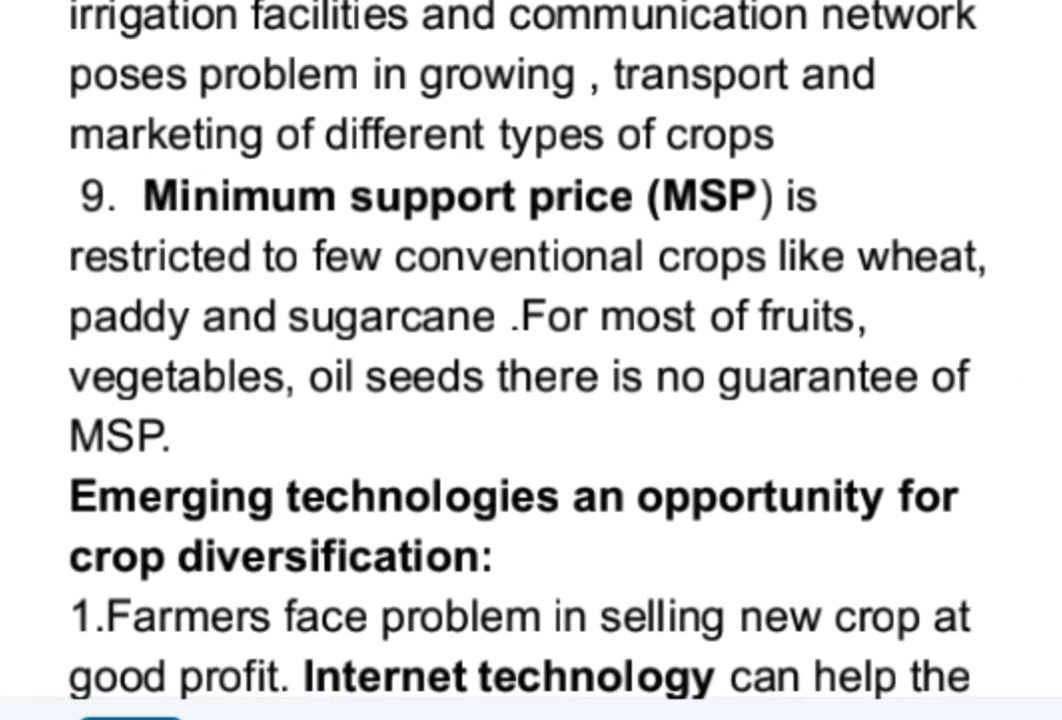 irrigation facilities and communication network
poses problem in growing , transport and
marketing of different types of crops
9. Minimum support price (MSP) is
restricted to few conventional crops like wheat,
paddy and sugarcane .For most of fruits,
vegetables, oil seeds there is no guarantee of
MSP.
Emerging technologies an opportunity for
crop diversification:
1.Farmers face problem in selling new crop at
good profit. Internet technology can help the